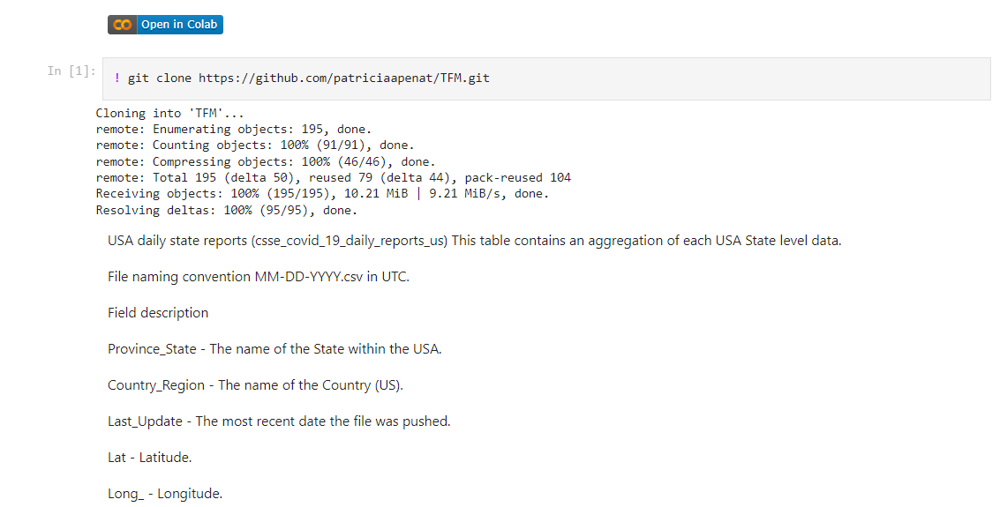 Open in Colab
In [1]:
! git clone https://github.com/patriciaapenat/TFM.git
Cloning into 'TFM'...
remote: Enumerating objects: 195, done.
remote: Counting objects: 100% (91/91), done.
remote: Compressing objects: 100% (46/46), done.
remote: Total 195 (delta 50), reused 79 (delta 44), pack-reused 104
Receiving objects: 100% (195/195), 10.21 MiB | 9.21 MiB/s, done.
Resolving deltas: 100% (95/95), done.
USA daily state reports (csse_covid_19_daily_reports_us) This table contains an aggregation of each USA State level data.
File naming convention MM-DD-YYYY.csv in UTC.
Field description
Province_State - The name of the State within the USA.
Country_Region - The name of the Country (US).
Last_Update - The most recent date the file was pushed.
Lat - Latitude.
Long_ - Longitude.